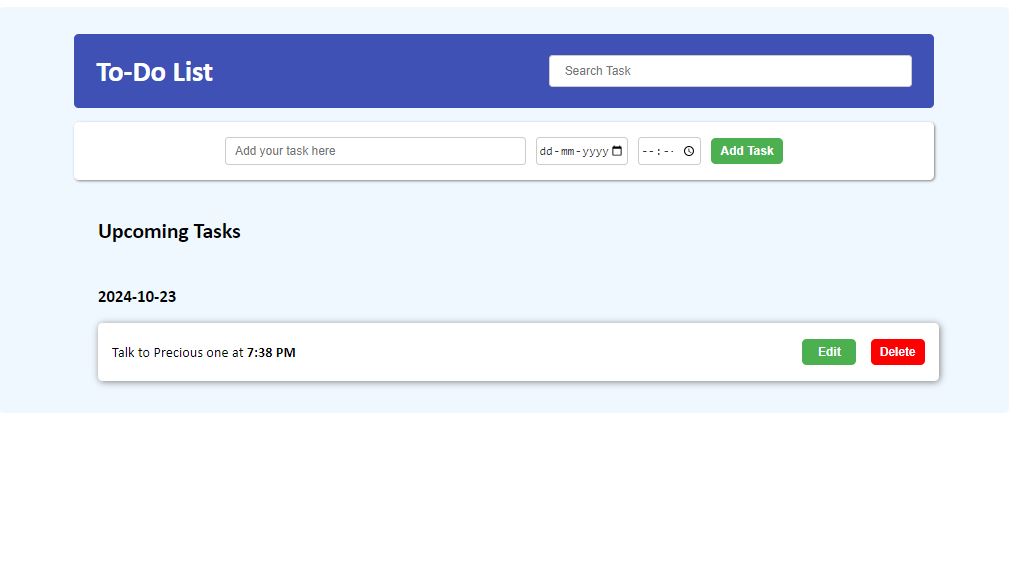 To-Do List
Search Task
Add your task here
dd-mm-yyyy
--:--
Add Task
Upcoming Tasks
2024-10-23
Talk to Precious one at 7:38 PM
Edit
Delete